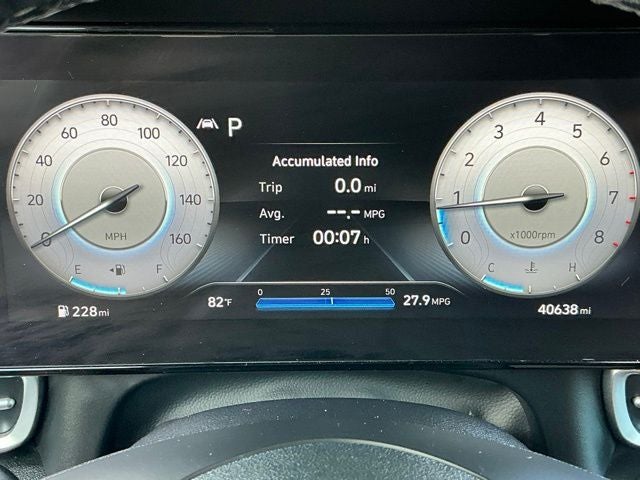 0 20 40 60 80 100 120 140 160
MPH
E F
228 mi
P
Accumulated Info
Trip 0.0 mi
Avg. --.- MPG
Timer 00:07 h
82°F
0 25 50
27.9 MPG
0 1 2 3 4 5 6 7 8
x1000rpm
C H
40638 mi